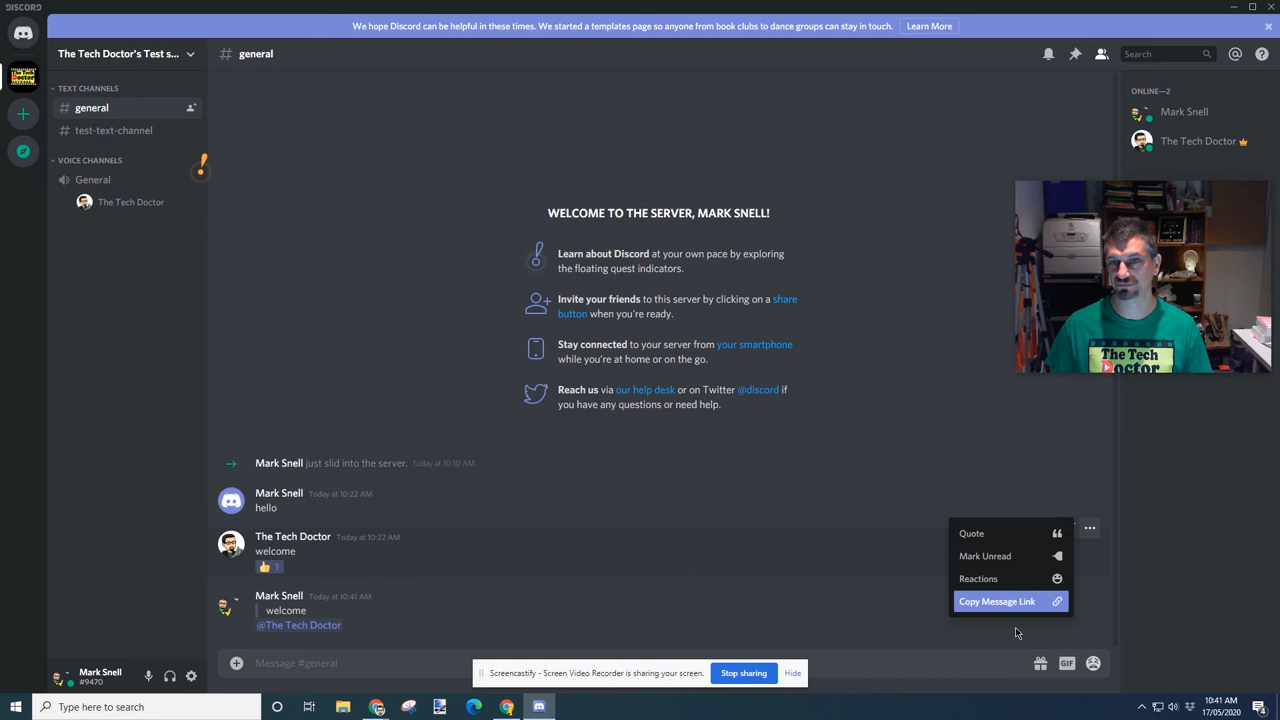 DISCORD
We hope Discord can be helpful in these times. We started a templates page so anyone from book clubs to dance groups can stay in touch.
Learn More
The Tech Doctor's Test s...
# general
Search
TEXT CHANNELS
# general
# test-text-channel
VOICE CHANNELS
General
The Tech Doctor
ONLINE—2
Mark Snell
The Tech Doctor
WELCOME TO THE SERVER, MARK SNELL!
Learn about Discord at your own pace by exploring
the floating quest indicators.
Invite your friends to this server by clicking on a share
button when you're ready.
Stay connected to your server from your smartphone
while you're at home or on the go.
Reach us via our help desk or on Twitter @discord if
you have any questions or need help.
The Tech
Doctor
Mark Snell just slid into the server. Today at 10:10 AM
Mark Snell Today at 10:22 AM
hello
The Tech Doctor Today at 10:22 AM
welcome
👍 1
Mark Snell Today at 10:41 AM
welcome
@The Tech Doctor
Quote
Mark Unread
Reactions
Copy Message Link
Message #general
GIF
Mark Snell
#9470
Screencastify - Screen Video Recorder is sharing your screen.
Stop sharing
Hide
Type here to search
10:41 AM
17/05/2020
4